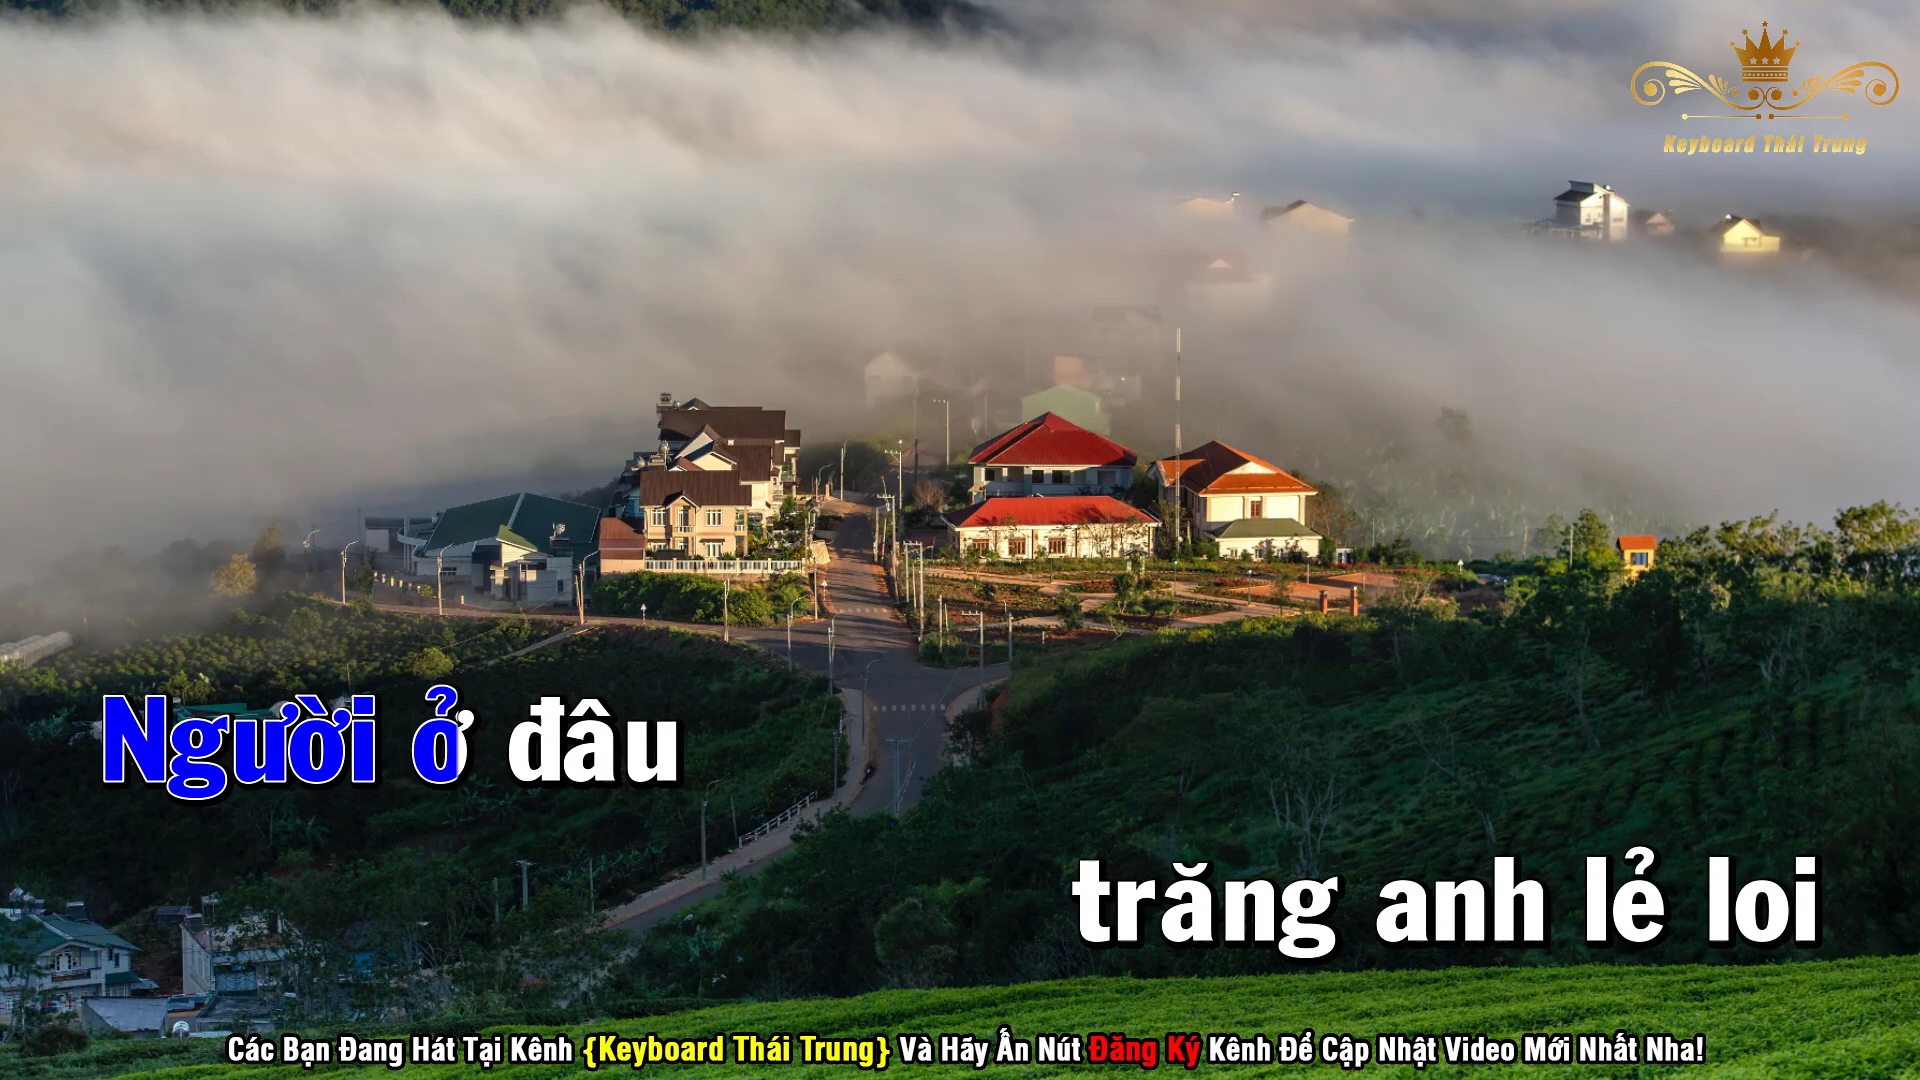 Keyboard Thái Trung
Người ở đâu
trăng anh lẻ loi
Các Bạn Đang Hát Tại Kênh {Keyboard Thái Trung} Và Hãy Ấn Nút Đăng Ký Kênh Để Cập Nhật Video Mới Nhất Nha!